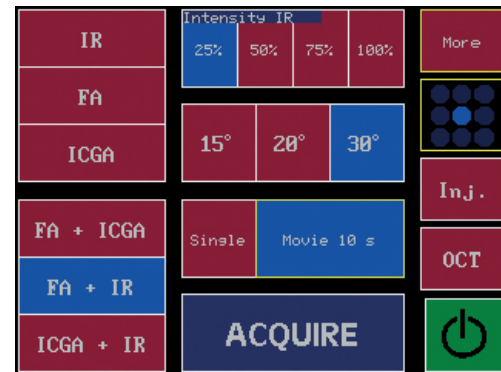 IR
FA
ICGA
FA + ICGA
FA + IR
ICGA + IR
Intensity IR
25% 50% 75% 100%
15° 20° 30°
Single Movie 10 s
ACQUIRE
More
Inj.
OCT